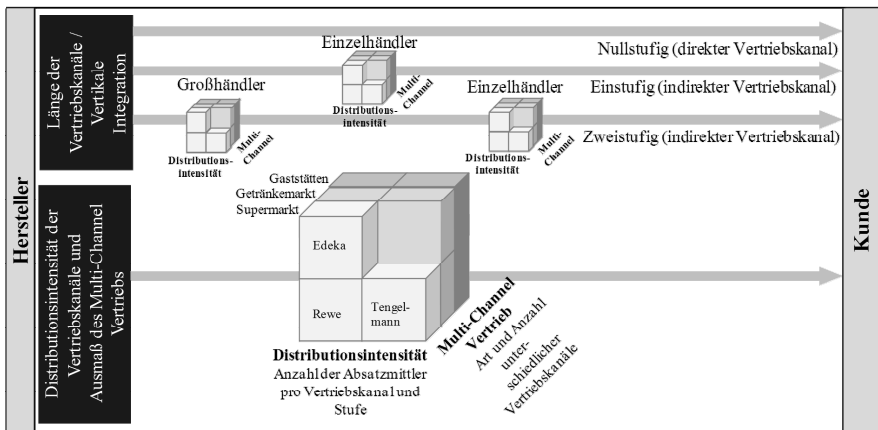 Hersteller
Länge der
Vertriebskanäle /
Vertikale
Integration
Nullstufig (direkter Vertriebskanal)
Einzelhändler
Distributions-
intensität
Multi-
Channel
Einstufig (indirekter Vertriebskanal)
Großhändler
Distributions-
intensität
Multi-
Channel
Einzelhändler
Distributions-
intensität
Multi-
Channel
Zweistufig (indirekter Vertriebskanal)
Distributionsintensität der
Vertriebskanäle und
Ausmaß des Multi-Channel
Vertriebs
Gaststätten
Getränkemarkt
Supermarkt
Edeka
Rewe
Tengel-
mann
Distributionsintensität
Anzahl der Absatzmittler
pro Vertriebskanal und
Stufe
Multi-Channel
Vertrieb
Art und Anzahl
unter-
schiedlicher
Vertriebskanäle
Kunde